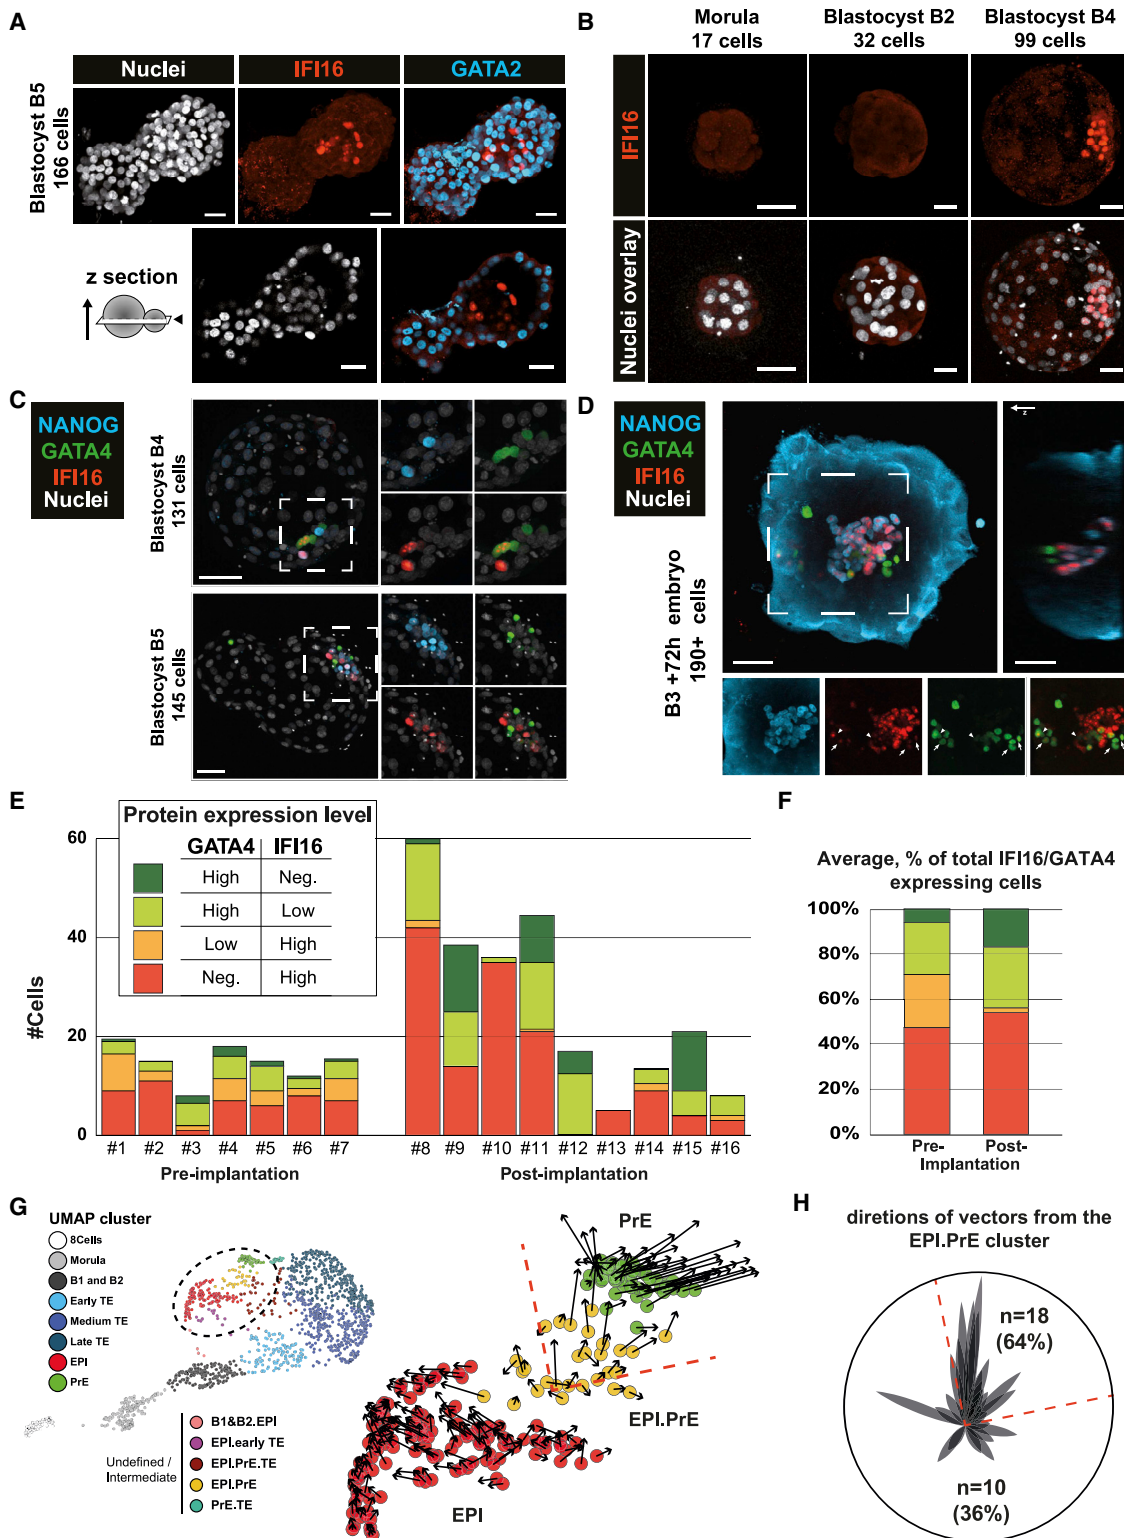 A
Nuclei
IFI16
GATA2
Blastocyst B5
166 cells
z section
B
Morula
17 cells
Blastocyst B2
32 cells
Blastocyst B4
99 cells
IFI16
Nuclei overlay
C
NANOG
GATA4
IFI16
Nuclei
Blastocyst B4
131 cells
Blastocyst B5
145 cells
D
NANOG
GATA4
IFI16
Nuclei
z
B3 +72h embryo
190+ cells
E
Protein expression level
GATA4 IFI16
High Neg.
High Low
Low High
Neg. High
#Cells
60
40
20
0
#1 #2 #3 #4 #5 #6 #7 #8 #9 #10 #11 #12 #13 #14 #15 #16
Pre-implantation Post-implantation
F
Average, % of total IFI16/GATA4
expressing cells
100%
80%
60%
40%
20%
0%
Pre- Post-
Implantation
G
UMAP cluster
8Cells
Morula
B1 and B2
Early TE
Medium TE
Late TE
EPI
PrE
Undefined /
Intermediate
B1&B2.EPI
EPI.early TE
EPI.PrE.TE
EPI.PrE
PrE.TE
PrE
EPI.PrE
EPI
H
diretions of vectors from the
EPI.PrE cluster
n=18
(64%)
n=10
(36%)